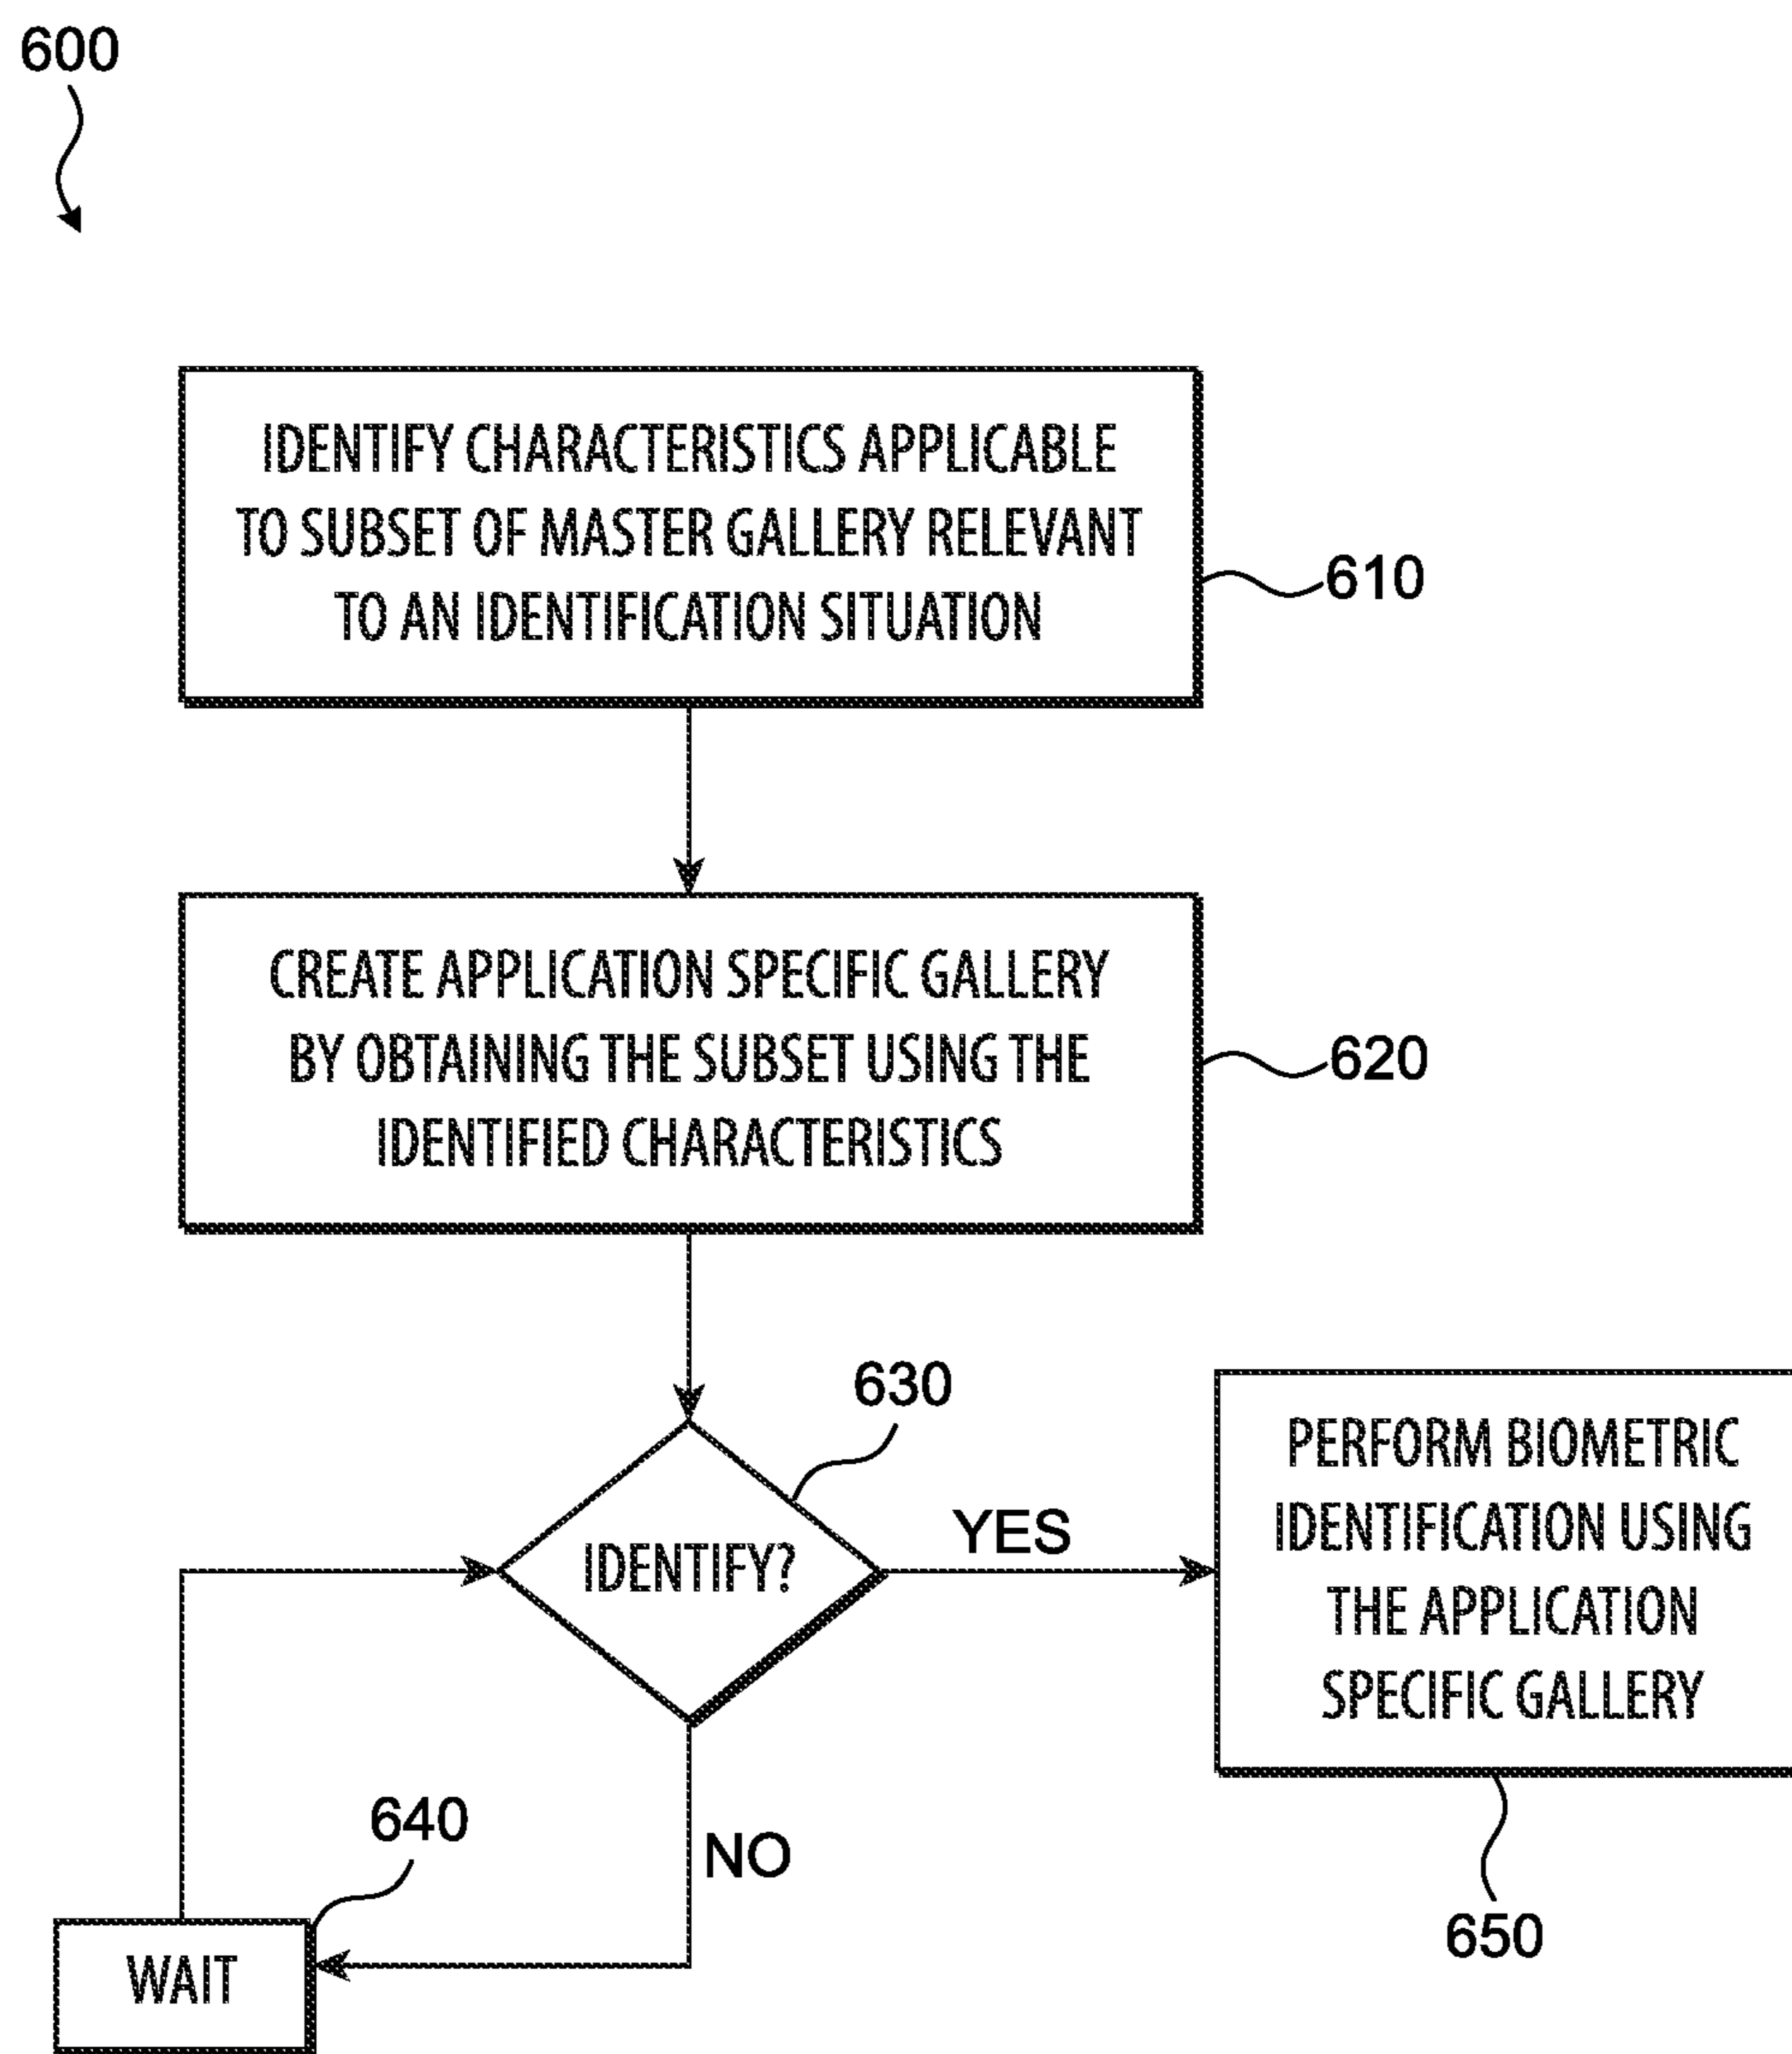 600
IDENTIFY CHARACTERISTICS APPLICABLE
TO SUBSET OF MASTER GALLERY RELEVANT
TO AN IDENTIFICATION SITUATION
610
CREATE APPLICATION SPECIFIC GALLERY
BY OBTAINING THE SUBSET USING THE
IDENTIFIED CHARACTERISTICS
620
630
IDENTIFY?
YES
PERFORM BIOMETRIC
IDENTIFICATION USING
THE APPLICATION
SPECIFIC GALLERY
650
NO
640
WAIT